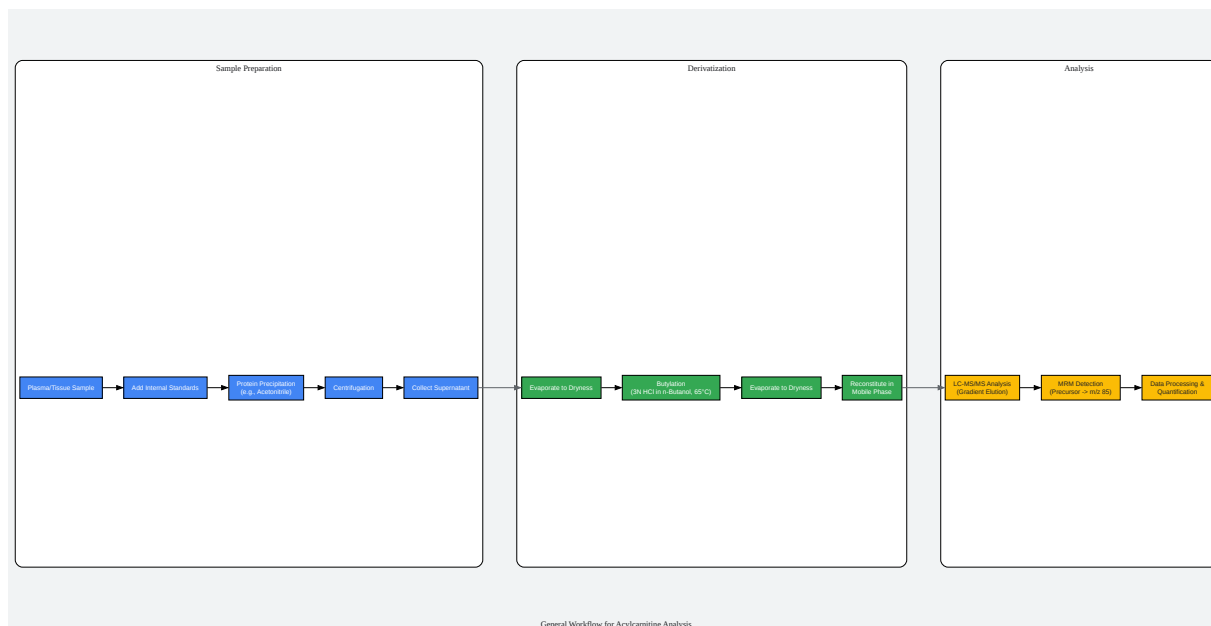 Sample Preparation
Derivatization
Analysis
Plasma/Tissue Sample
Add Internal Standards
Protein Precipitation
(e.g., Acetonitrile)
Centrifugation
Collect Supernatant
Evaporate to Dryness
Butylation
(3N HCl in n-Butanol, 65°C)
Evaporate to Dryness
Reconstitute in
Mobile Phase
LC-MS/MS Analysis
(Gradient Elution)
MRM Detection
(Precursor -> m/z 85)
Data Processing &
Quantification
General Workflow for Acylcarnitine Analysis